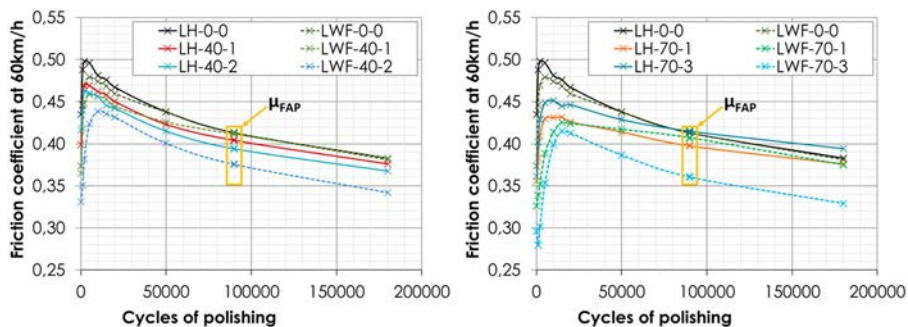 Friction coefficient at 60km/h
0,55
0,50
0,45
0,40
0,35
0,30
0,25
LH-0-0
LWF-0-0
LH-40-1
LWF-40-1
LH-40-2
LWF-40-2
μFAP
0
50000
100000
150000
200000
Cycles of polishing
Friction coefficient at 60km/h
0,55
0,50
0,45
0,40
0,35
0,30
0,25
LH-0-0
LWF-0-0
LH-70-1
LWF-70-1
LH-70-3
LWF-70-3
μFAP
0
50000
100000
150000
200000
Cycles of polishing